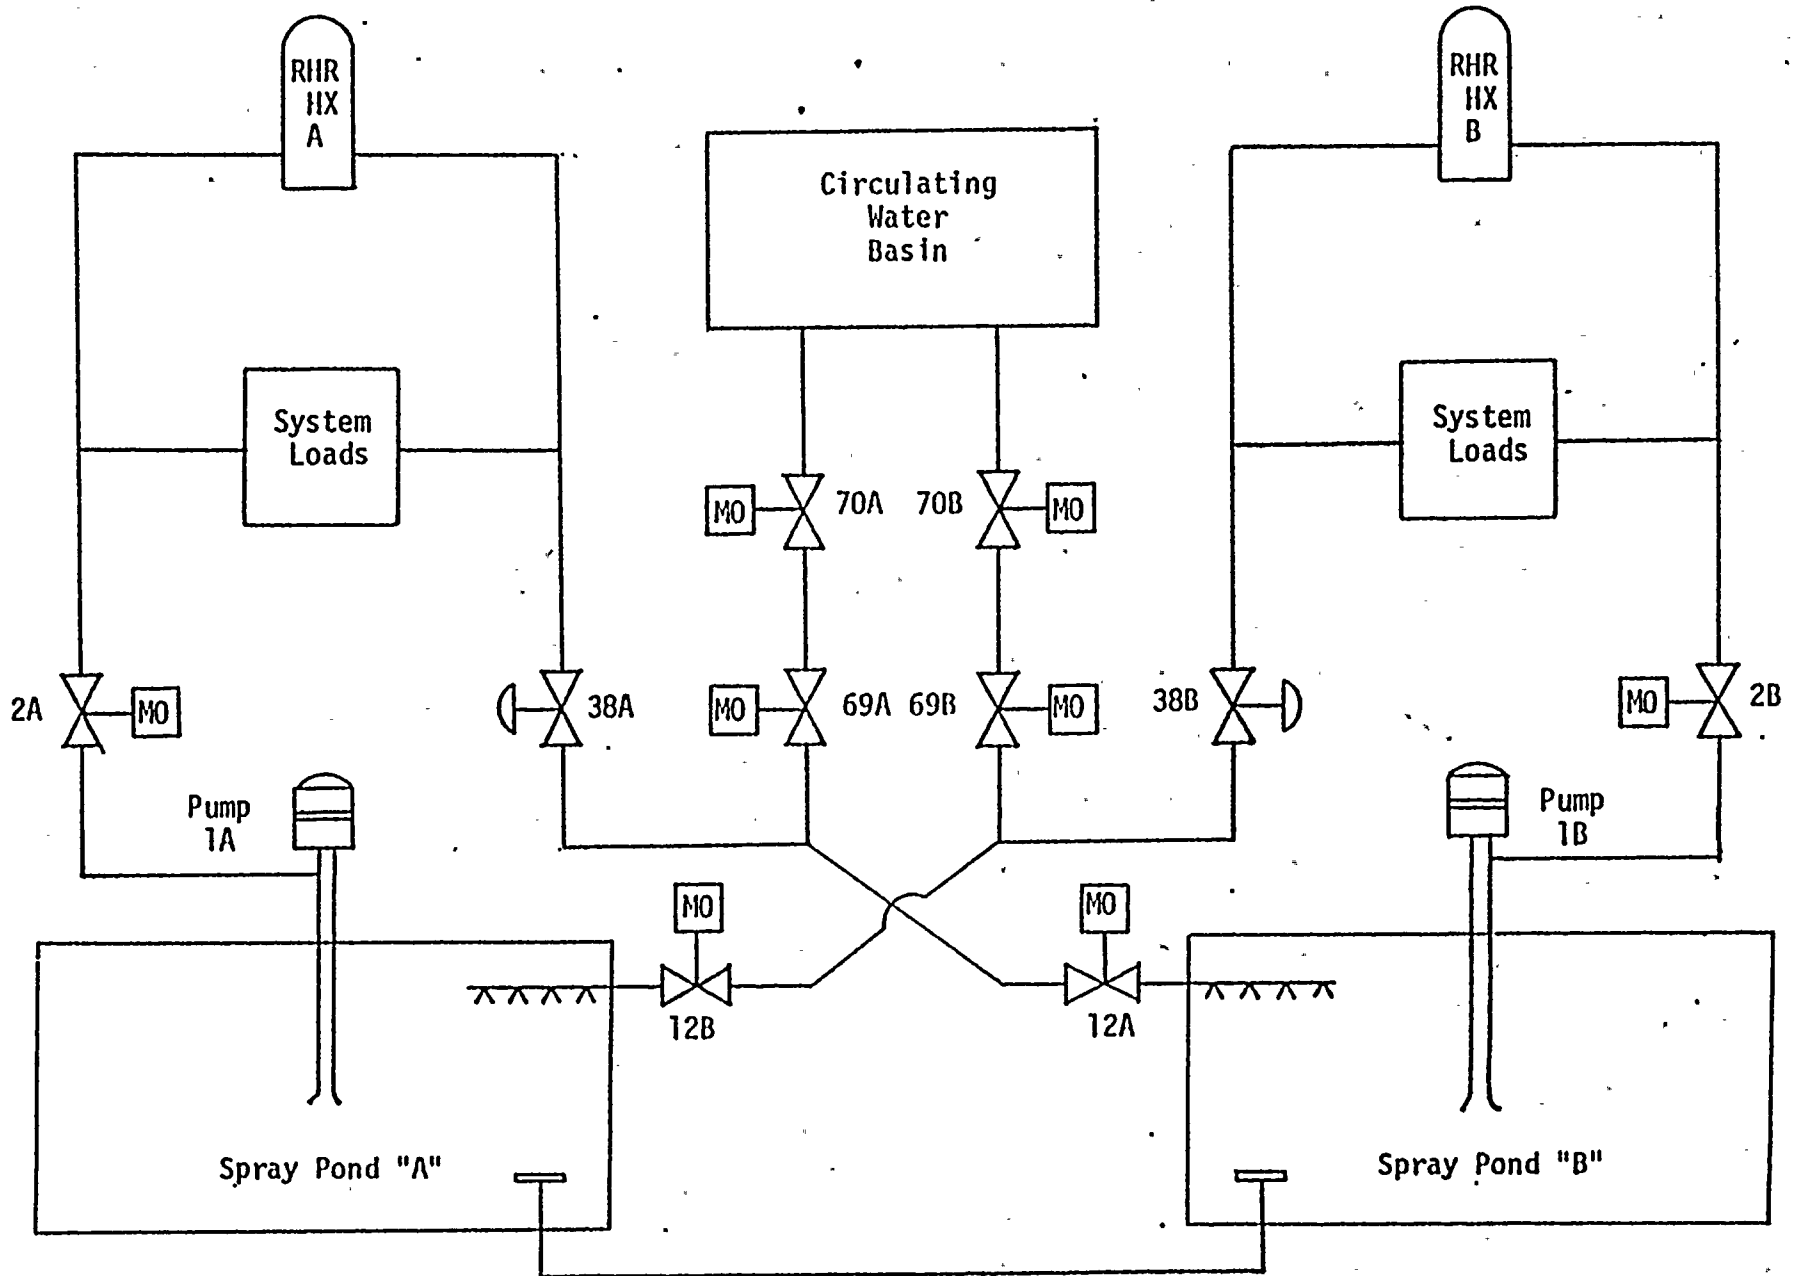 RHR
HX
A
RHR
HX
B
Circulating
Water
Basin
System
Loads
System
Loads
MO
70A
70B
MO
2A
MO
38A
MO
69A
69B
MO
38B
MO
2B
Pump
1A
Pump
1B
MO
MO
12B
12A
Spray Pond "A"
Spray Pond "B"